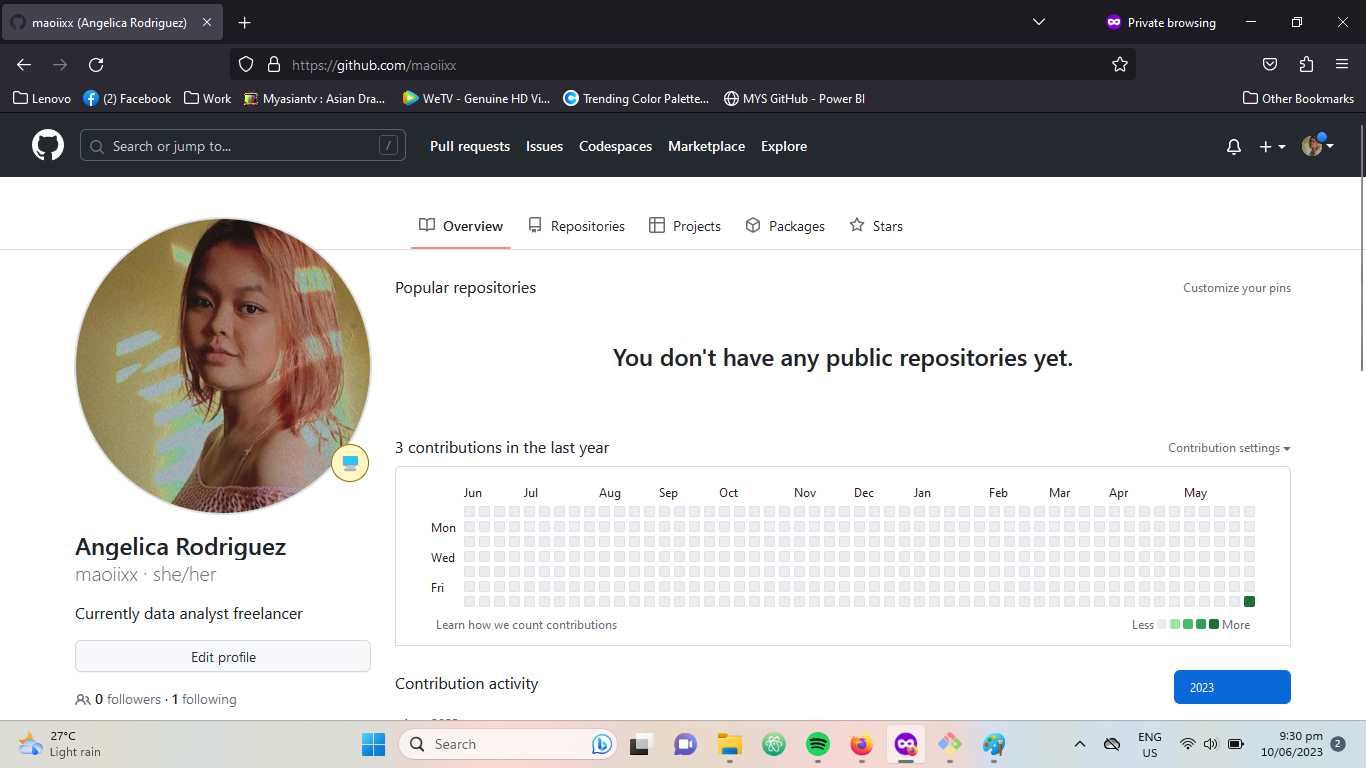 maoiixx (Angelica Rodriguez)
Private browsing
https://github.com/maoiixx
Lenovo
(2) Facebook
Work
Myasiantv : Asian Dra...
WeTV - Genuine HD Vi...
Trending Color Palette...
MYS GitHub - Power BI
Other Bookmarks
Search or jump to...
/
Pull requests
Issues
Codespaces
Marketplace
Explore
Overview
Repositories
Projects
Packages
Stars
Popular repositories
Customize your pins
You don't have any public repositories yet.
3 contributions in the last year
Contribution settings
Jun Jul Aug Sep Oct Nov Dec Jan Feb Mar Apr May
Mon
Wed
Fri
Learn how we count contributions
Less
More
Angelica Rodriguez
maoiixx · she/her
Currently data analyst freelancer
Edit profile
0 followers · 1 following
Contribution activity
2023
27°C
Light rain
Search
ENG
US
9:30 pm
10/06/2023
2